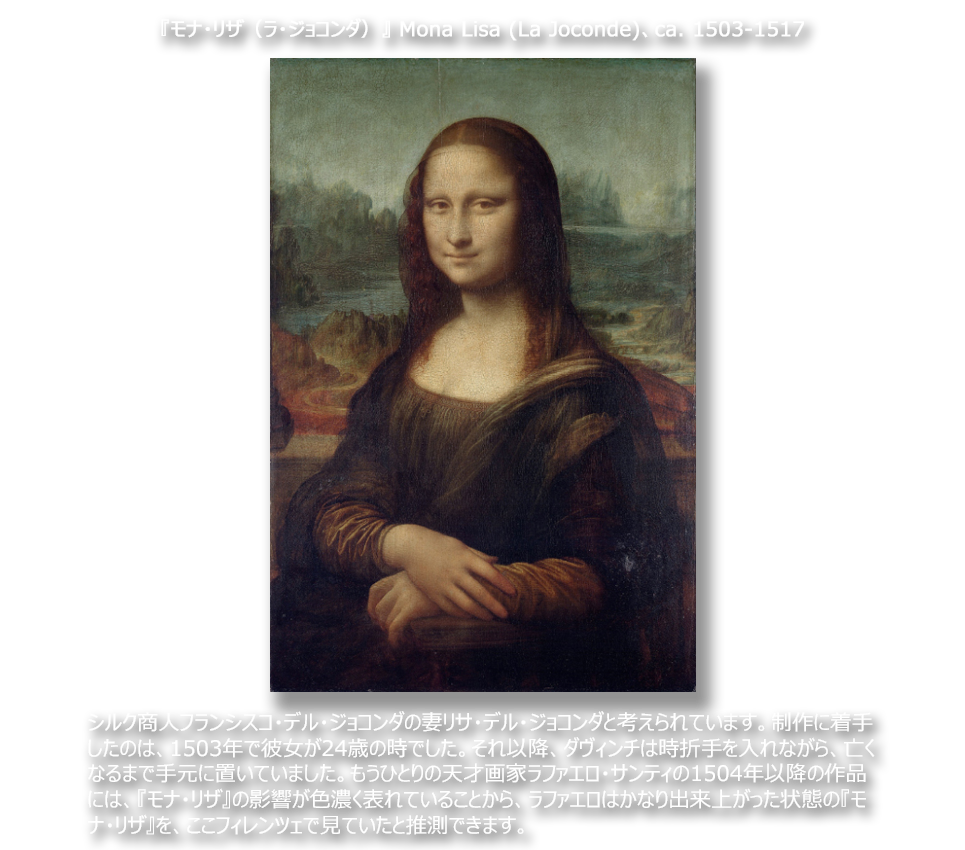 『モナ・リザ（ラ・ジョコンダ）』 Mona Lisa (La Joconde)、ca. 1503-1517
シルク商人フランシスコ・デル・ジョコンダの妻リサ・デル・ジョコンダと考えられています。制作に着手
したのは、1503年で彼女が24歳の時でした。それ以降、ダヴィンチは時折手を入れながら、亡く
なるまで手元に置いていました。もうひとりの天才画家ラファエロ・サンティの1504年以降の作品
には、『モナ・リザ』の影響が色濃く表れていることから、ラファエロはかなり出来上がった状態の『モ
ナ・リザ』を、ここフィレンツェで見ていたと推測できます。